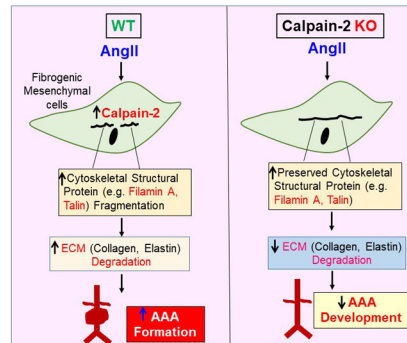 WT
AngII
Fibrogenic
Mesenchymal
cells
↑Calpain-2
↑Cytoskeletal Structural
Protein (e.g. Filamin A,
Talin) Fragmentation
↑ECM (Collagen, Elastin)
Degradation
↑ AAA
Formation
Calpain-2 KO
AngII
↑Preserved Cytoskeletal
Structural Protein (e.g.
Filamin A, Talin)
↓ ECM (Collagen, Elastin)
Degradation
↓ AAA
Development